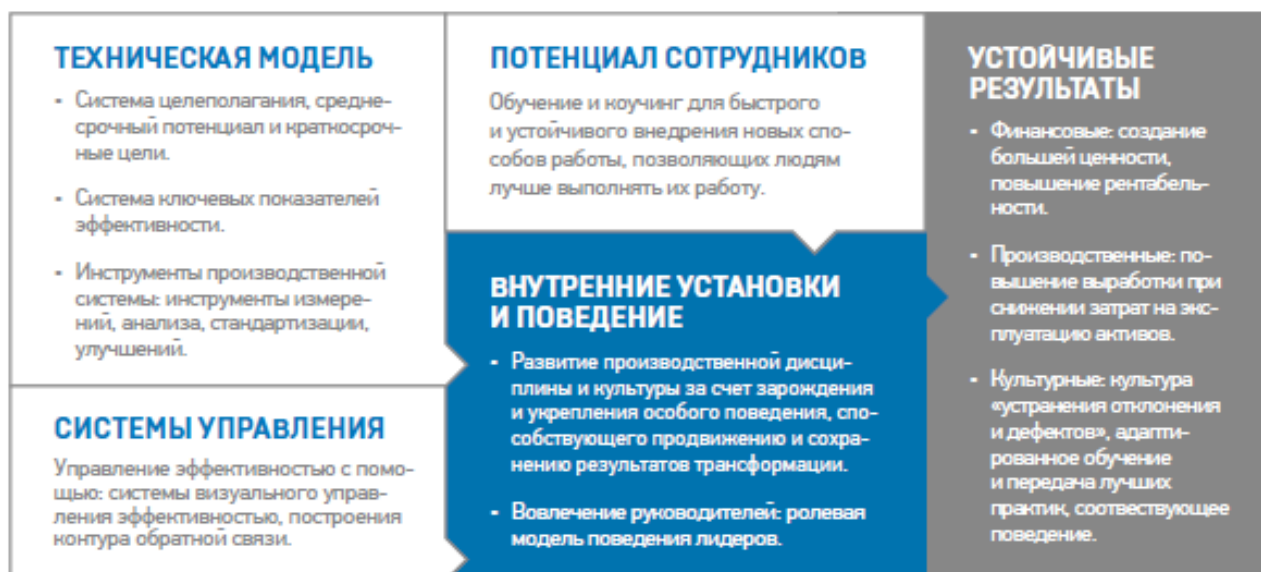 ТЕХНИЧЕСКАЯ МОДЕЛЬ
• Система целеполагания, средне-
срочный потенциал и краткосроч-
ные цели.
• Система ключевых показателей
эффективности.
• Инструменты производственной
системы: инструменты измере-
ний, анализа, стандартизации,
улучшений.
СИСТЕМЫ УПРАВЛЕНИЯ
Управление эффективностью с помо-
щью: системы визуального управ-
ления эффективностью, построения
контура обратной связи.
ПОТЕНЦИАЛ СОТРУДНИКОВ
Обучение и коучинг для быстрого
и устойчивого внедрения новых спо-
собов работы, позволяющих людям
лучше выполнять их работу.
ВНУТРЕННИЕ УСТАНОВКИ
И ПОВЕДЕНИЕ
• Развитие производственной дисци-
плины и культуры за счет зарождения
и укрепления особого поведения, спо-
собствующего продвижению и сохра-
нению результатов трансформации.
• Вовлечение руководителей: ролевая
модель поведения лидеров.
УСТОЙЧИВЫЕ
РЕЗУЛЬТАТЫ
• Финансовые: создание
большей ценности,
повышение рентабель-
ности.
• Производственные: по-
вышение выработки при
снижении затрат на экс-
плуатацию активов.
• Культурные: культура
«устранения отклонения
и дефектов», адапти-
рованное обучение
и передача лучших
практик, соотвествующее
поведение.